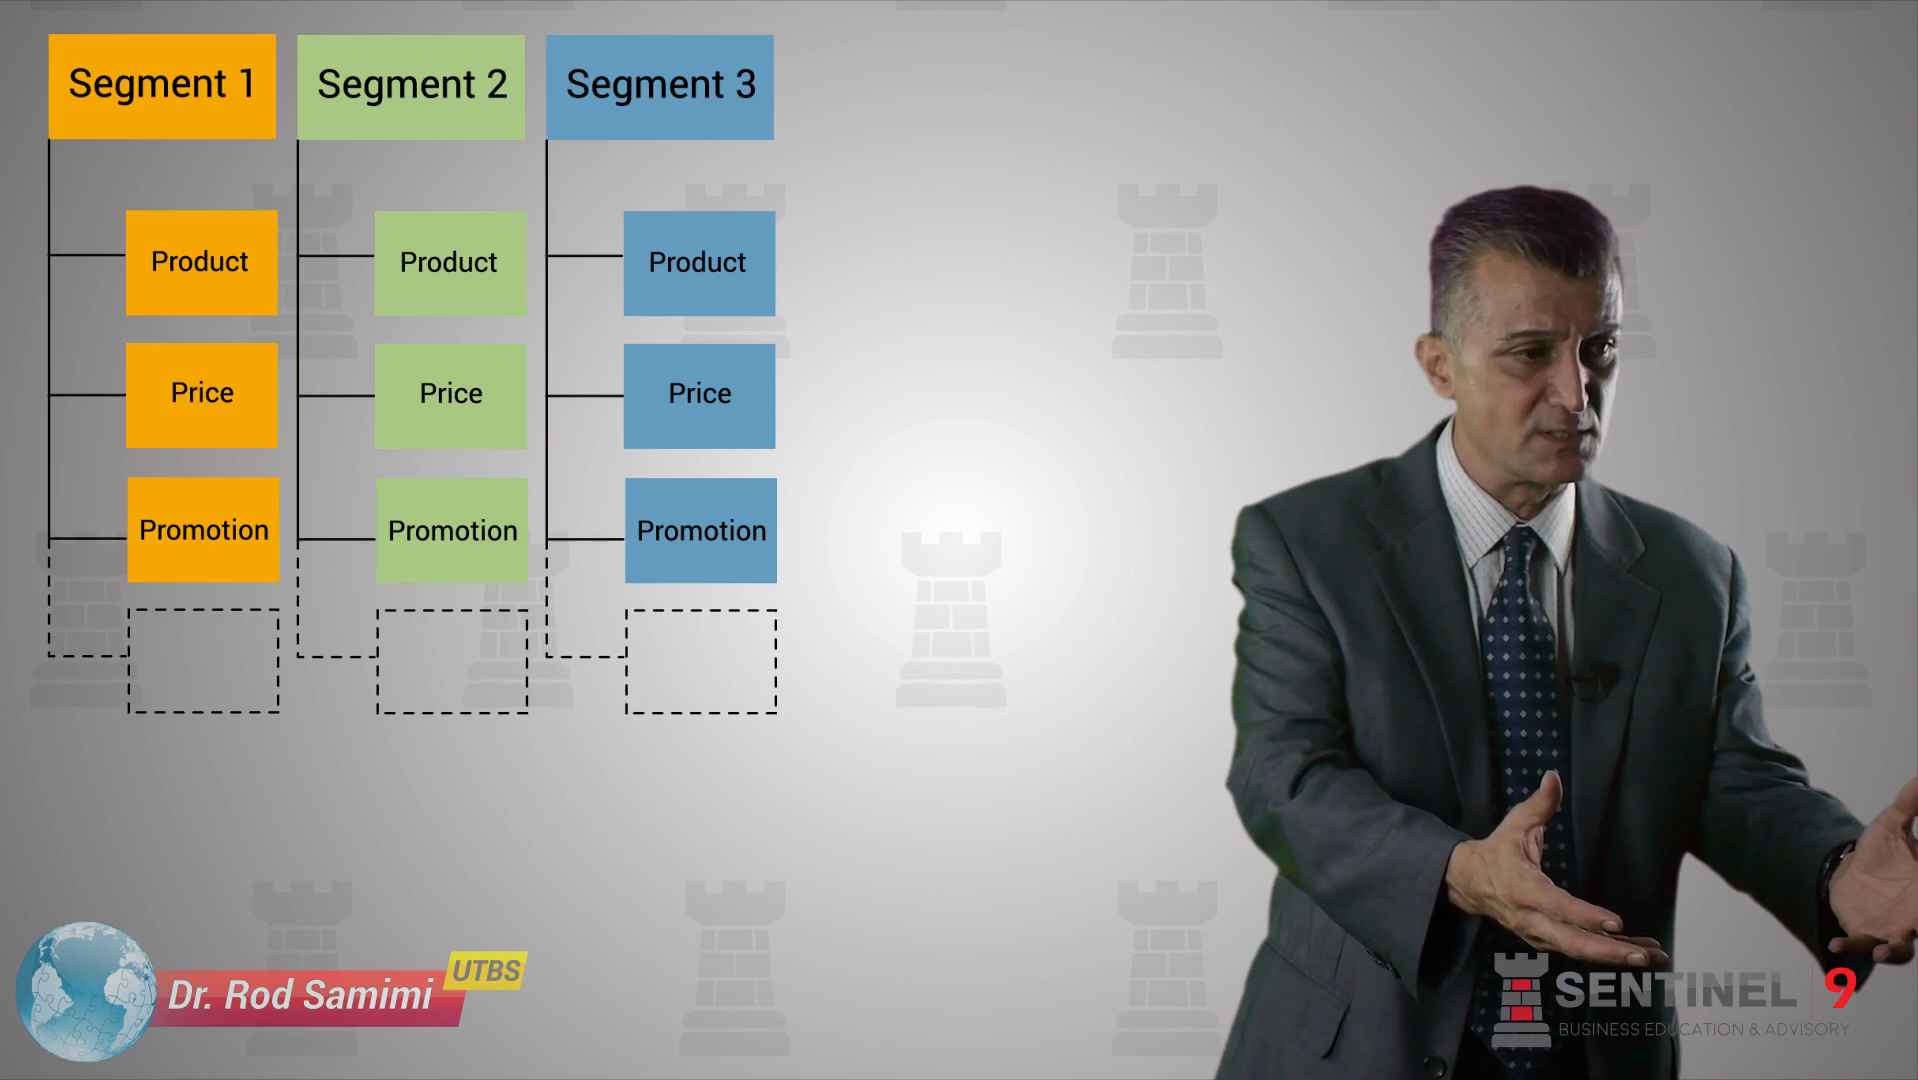 Segment 1
Segment 2
Segment 3
Product
Product
Product
Price
Price
Price
Promotion
Promotion
Promotion
UTBS
Dr. Rod Samimi
SENTINEL 9
BUSINESS EDUCATION & ADVISORY